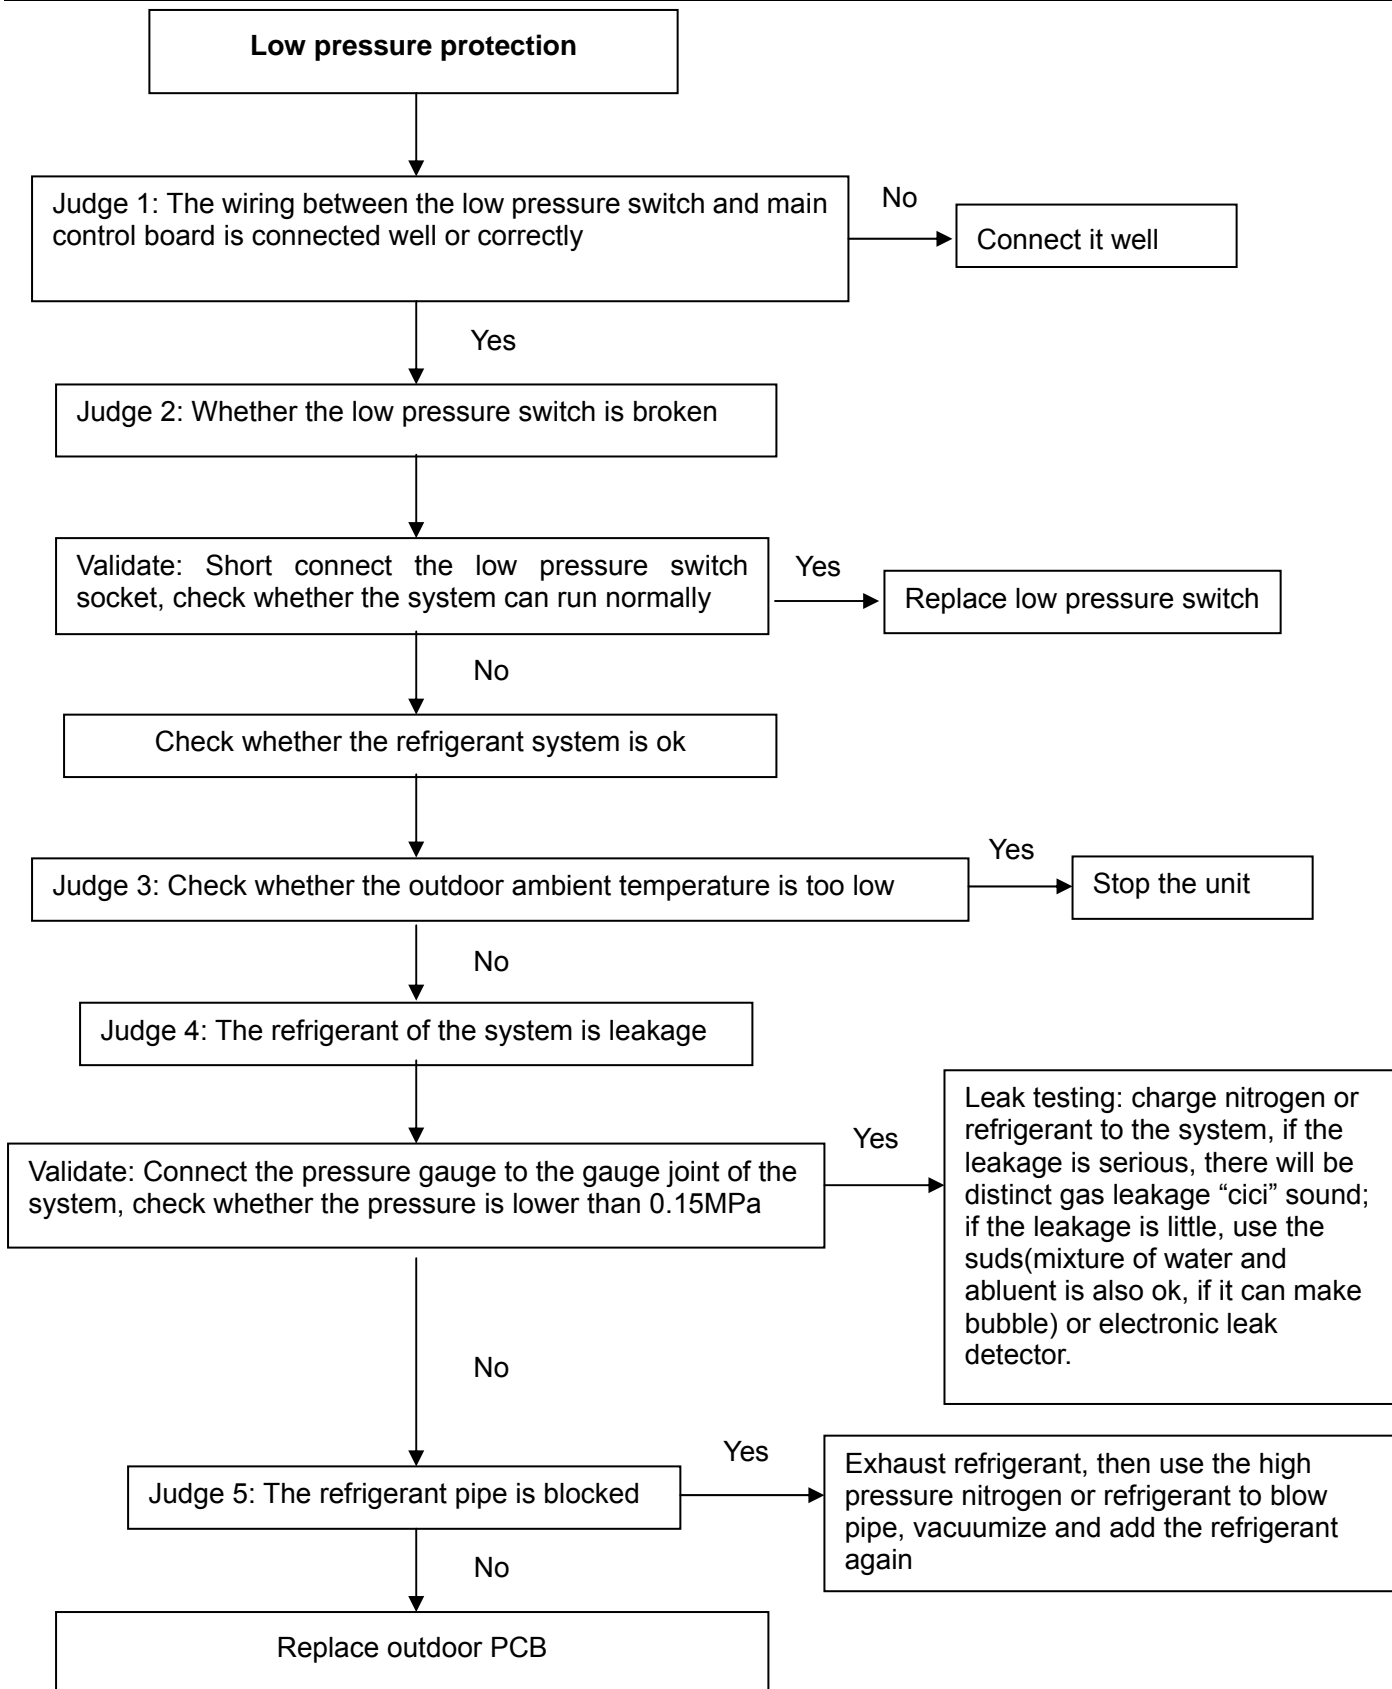 Low pressure protection
Judge 1: The wiring between the low pressure switch and main
control board is connected well or correctly
No
Connect it well
Yes
Judge 2: Whether the low pressure switch is broken
Validate: Short connect the low pressure switch
socket, check whether the system can run normally
Yes
Replace low pressure switch
No
Check whether the refrigerant system is ok
Judge 3: Check whether the outdoor ambient temperature is too low
Yes
Stop the unit
No
Judge 4: The refrigerant of the system is leakage
Validate: Connect the pressure gauge to the gauge joint of the
system, check whether the pressure is lower than 0.15MPa
Yes
Leak testing: charge nitrogen or
refrigerant to the system, if the
leakage is serious, there will be
distinct gas leakage “cici” sound;
if the leakage is little, use the
suds(mixture of water and
abluent is also ok, if it can make
bubble) or electronic leak
detector.
No
Judge 5: The refrigerant pipe is blocked
Yes
Exhaust refrigerant, then use the high
pressure nitrogen or refrigerant to blow
pipe, vacuumize and add the refrigerant
again
No
Replace outdoor PCB